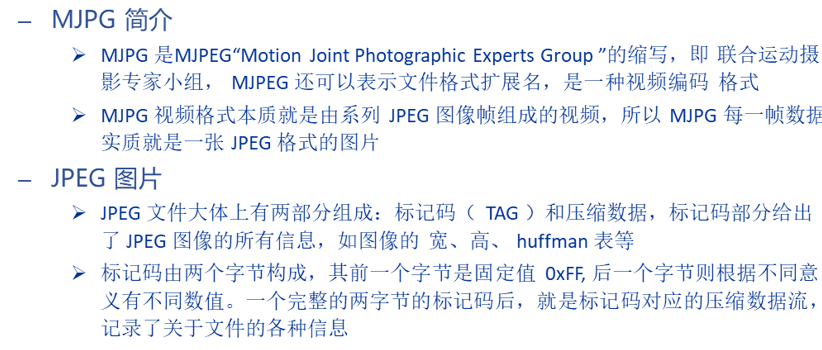 – MJPG 简介
➢ MJPG 是MJPEG“Motion Joint Photographic Experts Group ”的缩写，即 联合运动摄
影专家小组， MJPEG 还可以表示文件格式扩展名，是一种视频编码 格式
➢ MJPG 视频格式本质就是由系列 JPEG 图像帧组成的视频，所以 MJPG 每一帧数据
实质就是一张 JPEG 格式的图片
– JPEG 图片
➢ JPEG 文件大体上有两部分组成：标记码（ TAG ）和压缩数据，标记码部分给出
了 JPEG 图像的所有信息，如图像的 宽、高、 huffman 表等
➢ 标记码由两个字节构成，其前一个字节是固定值 0xFF, 后一个字节则根据不同意
义有不同数值。一个完整的两字节的标记码后，就是标记码对应的压缩数据流，
记录了关于文件的各种信息